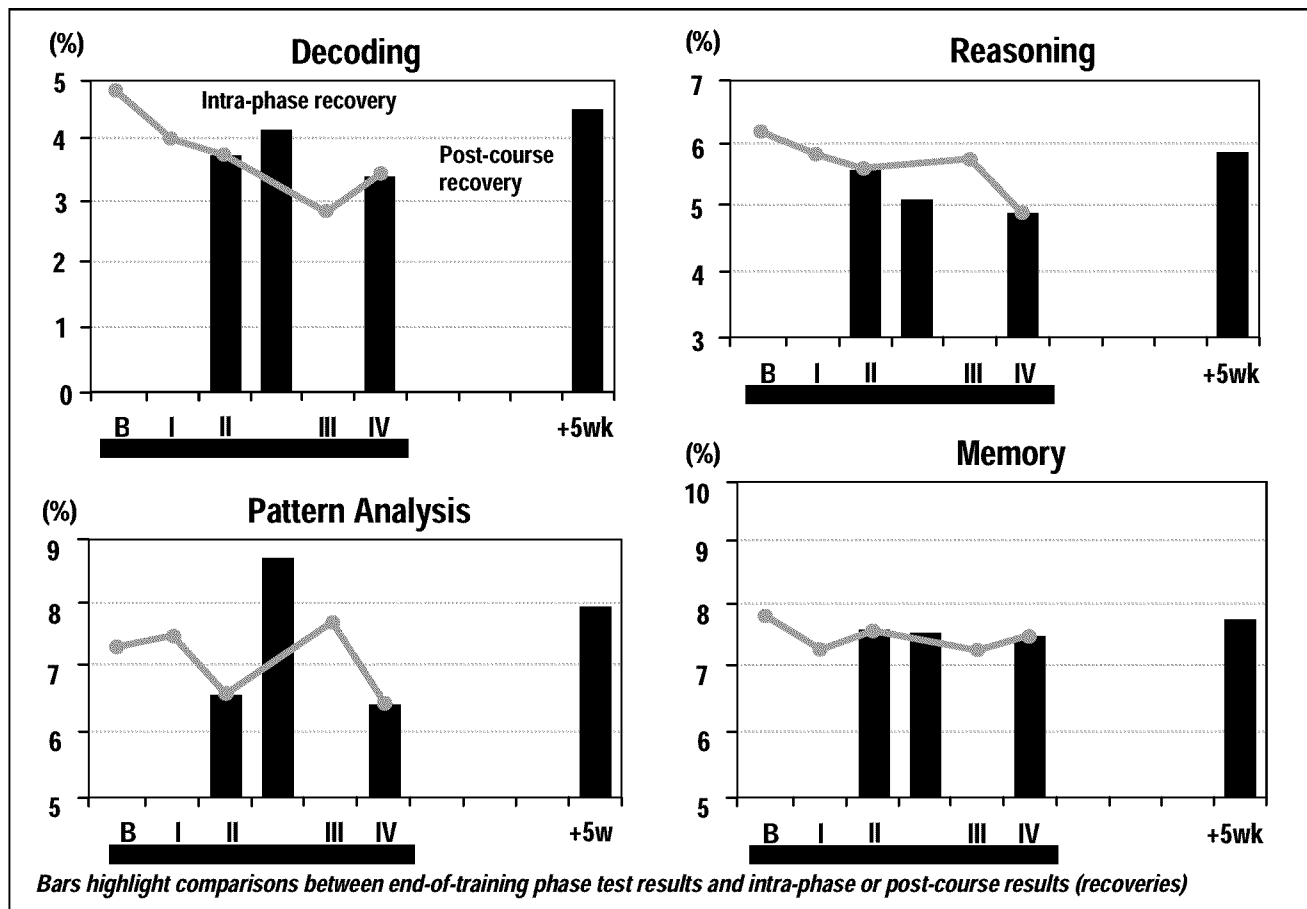 (%)
Decoding
5
Intra-phase recovery
4
Post-course
recovery
3
2
1
0
B I II III IV +5wk
(%)
Reasoning
7
6
5
4
3
B I II III IV +5wk
(%)
Pattern Analysis
9
8
7
6
5
B I II III IV +5w
(%)
Memory
10
9
8
7
6
5
B I II III IV +5wk
Bars highlight comparisons between end-of-training phase test results and intra-phase or post-course results (recoveries)